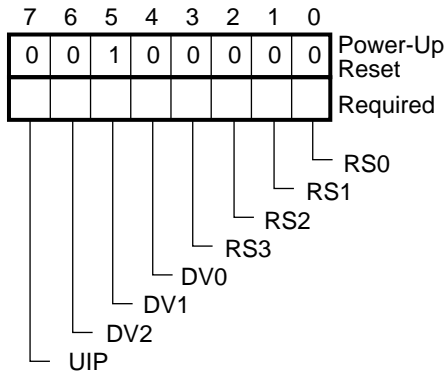 7 6 5 4 3 2 1 0
0 0 1 0 0 0 0 0 Power-Up
Reset
Required
RS0
RS1
RS2
RS3
DV0
DV1
DV2
UIP